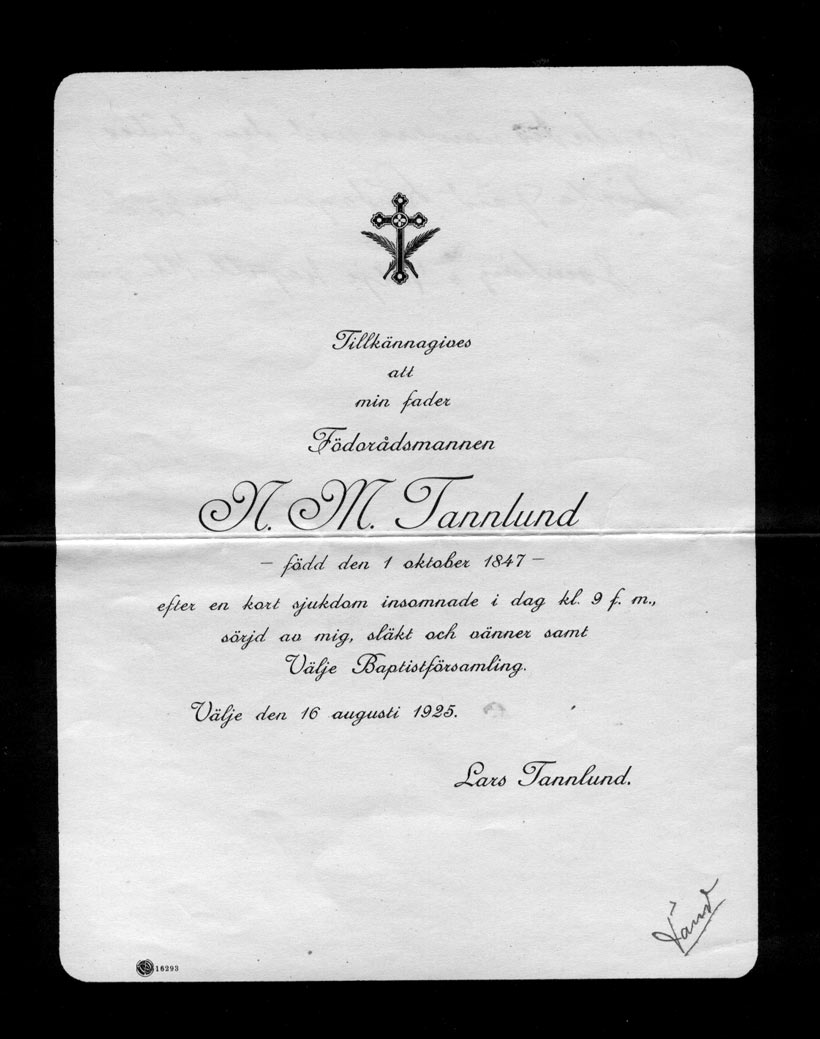 Tillkännagives
att
min fader
Födorådsmannen
N. M. Tannlund
– född den 1 oktober 1847 –
efter en kort sjukdom insomnade i dag kl. 9 f. m.,
sörjd av mig, släkt och vänner samt
Välje Baptistförsamling.
Välje den 16 augusti 1925.
Lars Tannlund.
16293